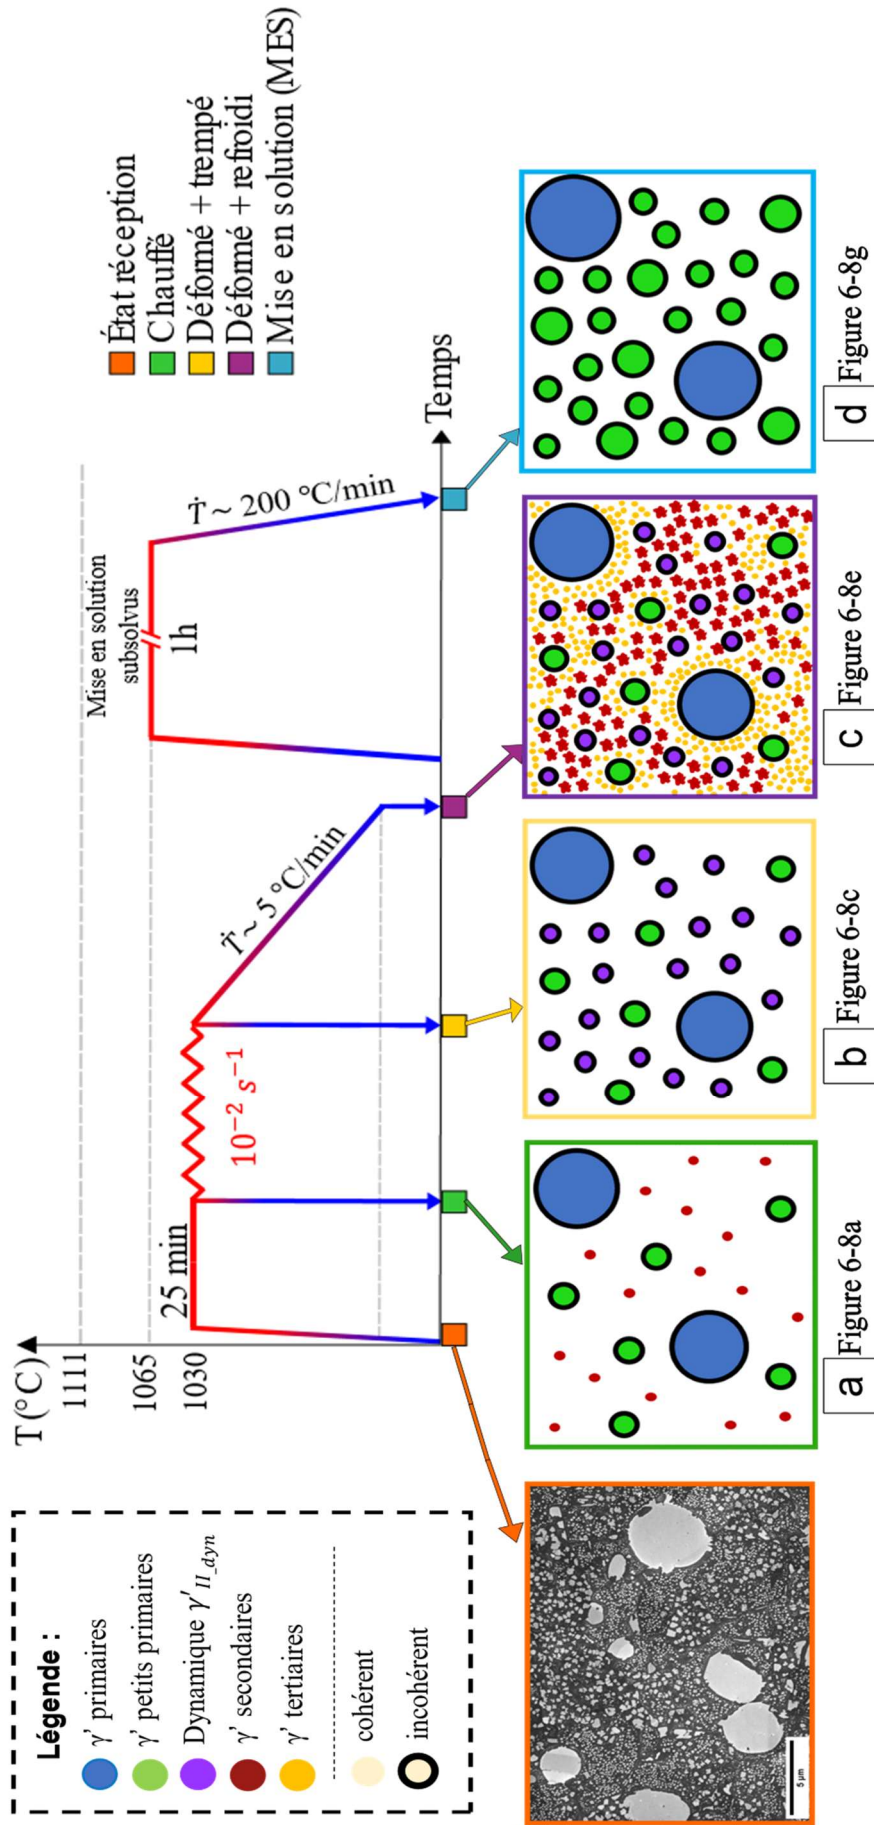 Légende :
γ' primaires
γ' petits primaires
Dynamique γ'II_dyn
γ' secondaires
γ' tertiaires
cohérent
incohérent
T (°C)
1111
1065
1030
25 min
10⁻² s⁻¹
Ṫ ~ 5 °C/min
Mise en solution
subsolvus
1h
Ṫ ~ 200 °C/min
Temps
État réception
Chauffé
Déformé + trempé
Déformé + refroidi
Mise en solution (MES)
5 µm
a Figure 6-8a
b Figure 6-8c
c Figure 6-8e
d Figure 6-8g